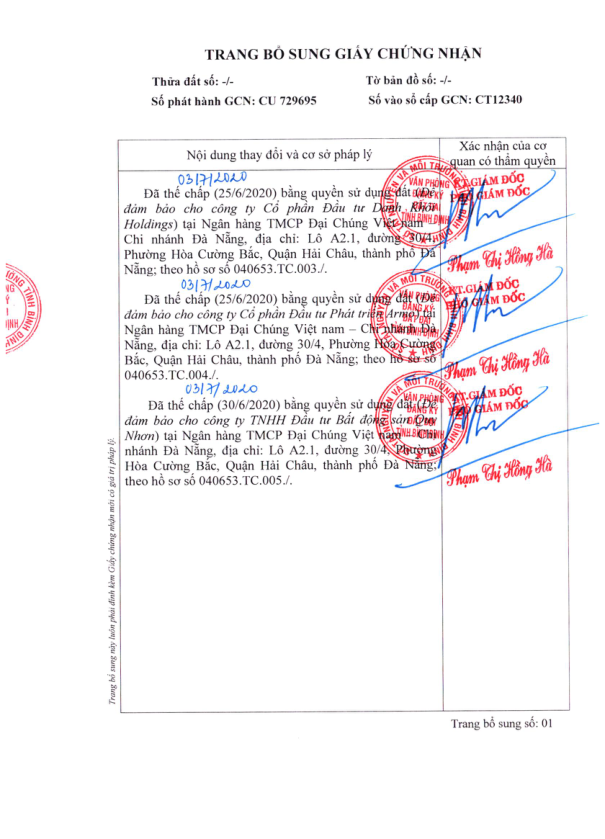 TRANG BỔ SUNG GIẤY CHỨNG NHẬN
Thửa đất số: -/-
Tờ bản đồ số: -/-
Số phát hành GCN: CU 729695
Số vào sổ cấp GCN: CT12340
Nội dung thay đổi và cơ sở pháp lý
Xác nhận của cơ
quan có thẩm quyền
03/7/2020
Đã thế chấp (25/6/2020) bằng quyền sử dụng đất (Để
đảm bảo cho công ty Cổ phần Đầu tư Danh Khôi
Holdings) tại Ngân hàng TMCP Đại Chúng Việt nam –
Chi nhánh Đà Nẵng, địa chỉ: Lô A2.1, đường 30/4,
Phường Hòa Cường Bắc, Quận Hải Châu, thành phố Đà
Nẵng; theo hồ sơ số 040653.TC.003./.
KT.GIÁM ĐỐC
PHÓ GIÁM ĐỐC
Phạm Thị Hồng Hà
03/7/2020
Đã thế chấp (25/6/2020) bằng quyền sử dụng đất (Để
đảm bảo cho công ty Cổ phần Đầu tư Phát triển Arno) tại
Ngân hàng TMCP Đại Chúng Việt nam – Chi nhánh Đà
Nẵng, địa chỉ: Lô A2.1, đường 30/4, Phường Hòa Cường
Bắc, Quận Hải Châu, thành phố Đà Nẵng; theo hồ sơ số
040653.TC.004./.
KT.GIÁM ĐỐC
PHÓ GIÁM ĐỐC
Phạm Thị Hồng Hà
03/7/2020
Đã thế chấp (30/6/2020) bằng quyền sử dụng đất (Để
đảm bảo cho công ty TNHH Đầu tư Bất động sản Quy
Nhơn) tại Ngân hàng TMCP Đại Chúng Việt nam – Chi
nhánh Đà Nẵng, địa chỉ: Lô A2.1, đường 30/4, Phường
Hòa Cường Bắc, Quận Hải Châu, thành phố Đà Nẵng;
theo hồ sơ số 040653.TC.005./.
KT.GIÁM ĐỐC
PHÓ GIÁM ĐỐC
Phạm Thị Hồng Hà
VĂN PHÒNG
ĐĂNG KÝ
ĐẤT ĐAI
TỈNH BÌNH ĐỊNH
Trang bổ sung này luôn phải đính kèm Giấy chứng nhận mới có giá trị pháp lý.
Trang bổ sung số: 01